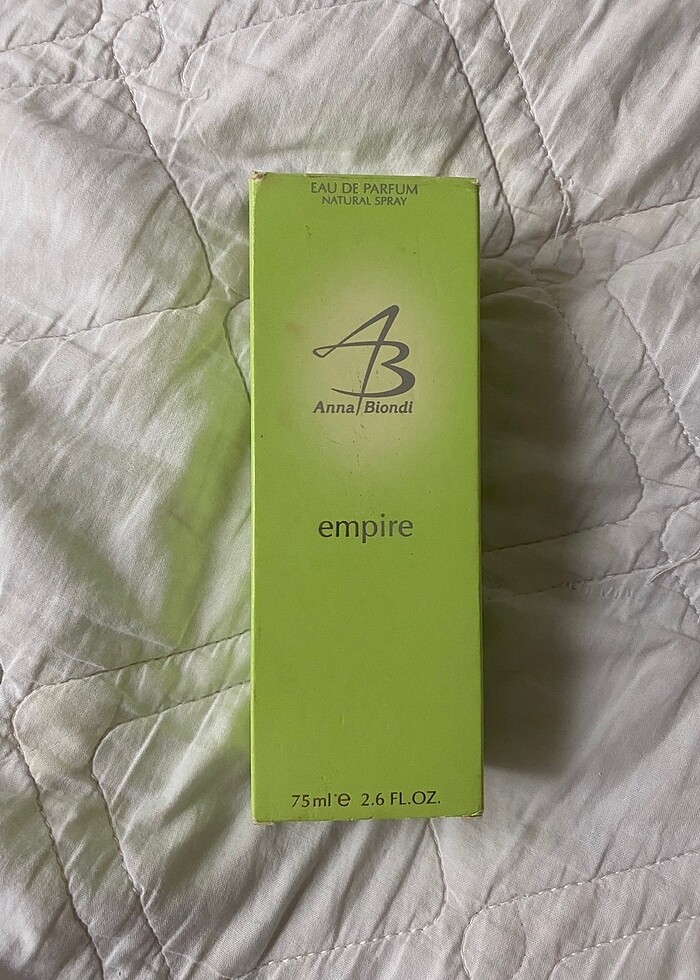 EAU DE PARFUM
NATURAL SPRAY
AB
Anna Biondi
empire
75ml e 2.6 FL.OZ.